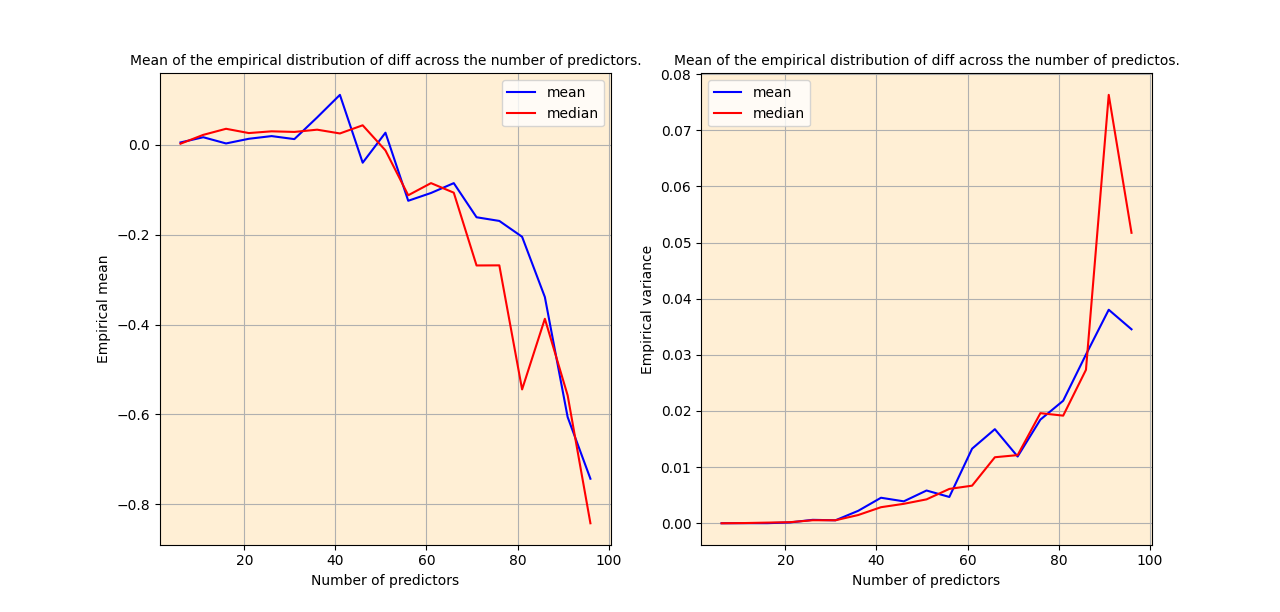 Mean of the empirical distribution of diff across the number of predictors.
mean
median
0.0
−0.2
−0.4
−0.6
−0.8
Empirical mean
20
40
60
80
100
Number of predictors
Mean of the empirical distribution of diff across the number of predictos.
mean
median
0.08
0.07
0.06
0.05
0.04
0.03
0.02
0.01
0.00
Empirical variance
20
40
60
80
100
Number of predictors